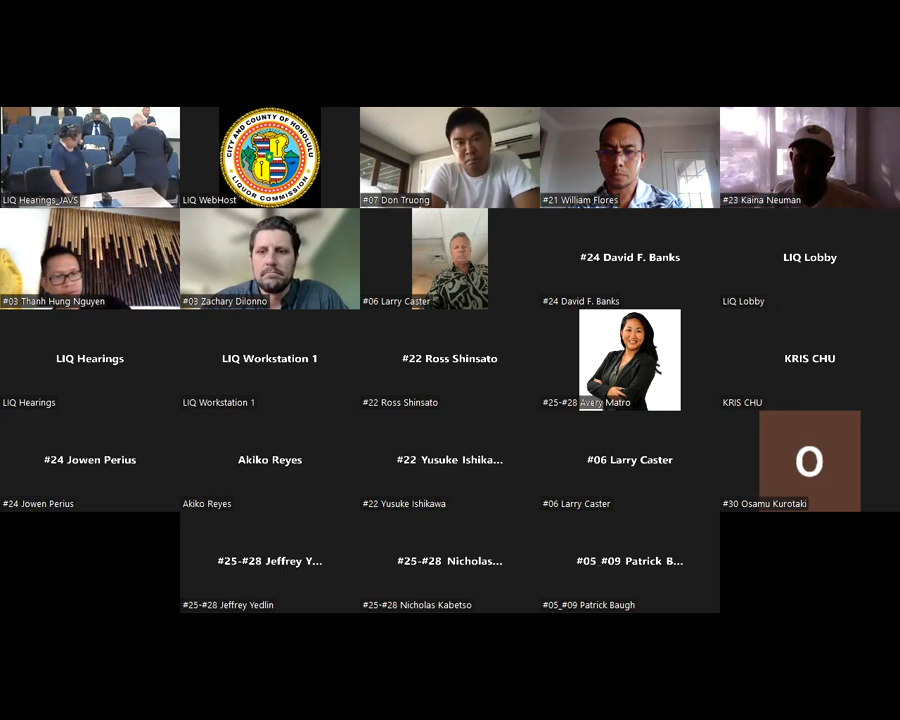 LIQ Hearings_JAVS
CITY AND COUNTY OF HONOLULU
LIQUOR COMMISSION
LIQ WebHost
#07 Don Truong
#21 William Flores
#23 Kaina Neuman
#03 Thanh Hung Nguyen
#03 Zachary DiIonno
#06 Larry Caster
#24 David F. Banks
#24 David F. Banks
LIQ Lobby
LIQ Lobby
LIQ Hearings
LIQ Hearings
LIQ Workstation 1
LIQ Workstation 1
#22 Ross Shinsato
#22 Ross Shinsato
#25-#28 Avery Matro
KRIS CHU
KRIS CHU
#24 Jowen Perius
#24 Jowen Perius
Akiko Reyes
Akiko Reyes
#22 Yusuke Ishika...
#22 Yusuke Ishikawa
#06 Larry Caster
#06 Larry Caster
O
#30 Osamu Kurotaki
#25-#28 Jeffrey Y...
#25-#28 Jeffrey Yedlin
#25-#28 Nicholas...
#25-#28 Nicholas Kabetso
#05_#09 Patrick B...
#05_#09 Patrick Baugh